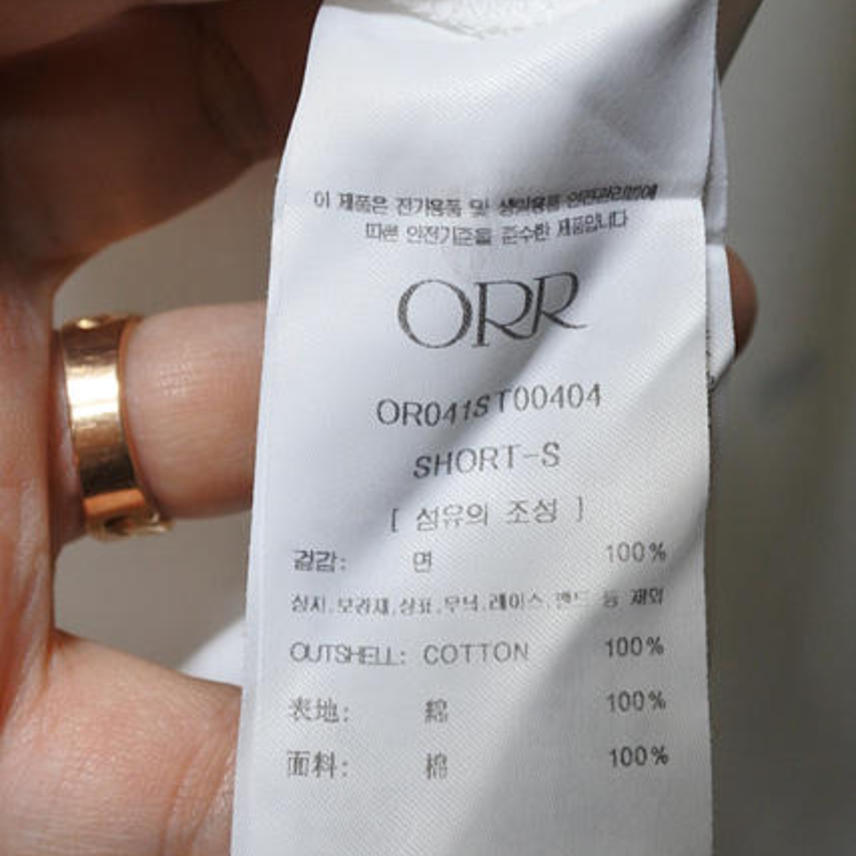 이 제품은 전기용품 및 생활용품 안전관리법에
따른 안전기준을 준수한 제품입니다
ORR
OR041ST00404
SHORT-S
[ 섬유의 조성 ]
겉감: 면 100%
심지,보강재,상표,무늬,레이스,밴드 등 제외
OUTSHELL: COTTON 100%
表地: 綿 100%
面料: 棉 100%